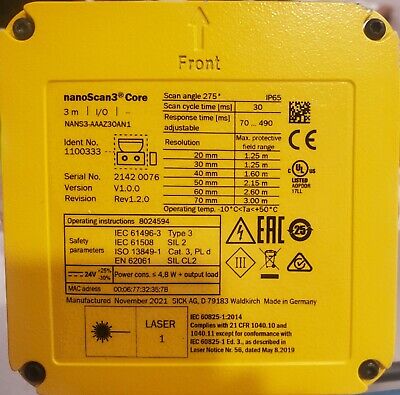 Front
nanoScan3® Core
3 m | I/O | –
NANS3-AAAZ30AN1
Ident No.
1100333
Serial No. 2142 0076
Version V1.0.0
Revision Rev1.2.0
Scan angle 275° IP65
Scan cycle time [ms] 30
Response time [ms] adjustable 70 ... 490
Resolution Max. protective field range
20 mm 1.25 m
30 mm 1.25 m
40 mm 1.60 m
50 mm 2.15 m
60 mm 2.60 m
70 mm 3.00 m
Operating temp. -10°C<Ta<+50°C
c UL us
LISTED
17LL
Operating instructions 8024594
Safety parameters
IEC 61496-3 Type 3
IEC 61508 SIL 2
ISO 13849-1 Cat. 3, PL d
EN 62061 SIL CL2
III
EAC
25
24V +25% -30% Power cons. ≤ 4,8 W + output load
MAC adress 00:06:77:32:35:78
Manufactured November 2021 SICK AG, D 79183 Waldkirch Made in Germany
LASER
1
IEC 60825-1:2014
Complies with 21 CFR 1040.10 and
1040.11 except for conformance with
IEC 60825-1 Ed. 3., as described in
Laser Notice Nr. 56, dated May 8,2019